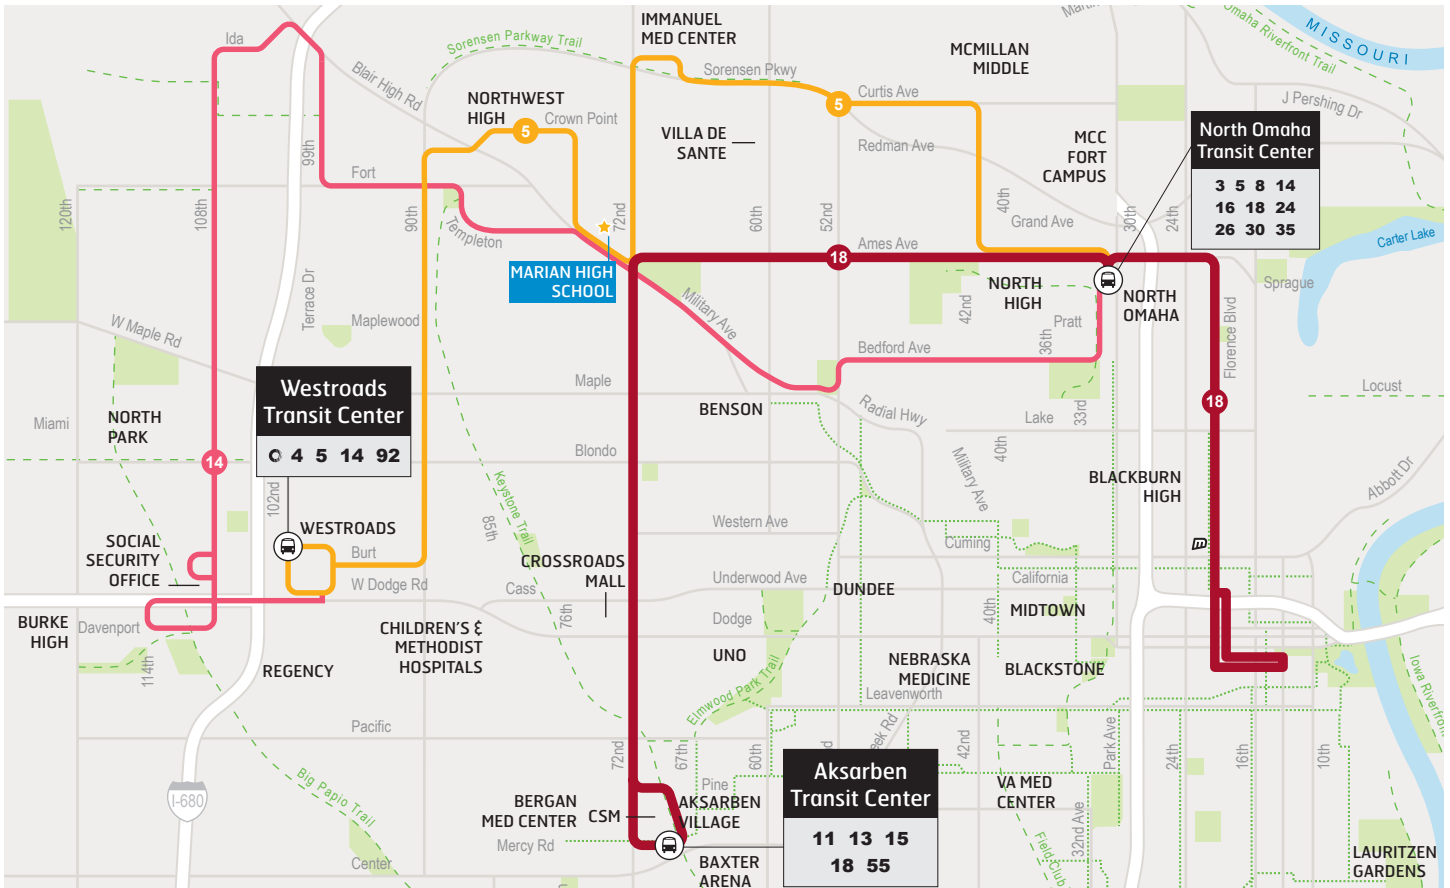 IMMANUEL
MED CENTER
MCMILLAN
MIDDLE
MISSOURI
Omaha Riverfront Trail
Ida
Sorensen Parkway Trail
Sorensen Pkwy
Blair High Rd
NORTHWEST
HIGH
Crown Point
5
5
Curtis Ave
J Pershing Dr
VILLA DE
SANTE
Redman Ave
MCC
FORT
CAMPUS
North Omaha
Transit Center
3 5 8 14
16 18 24
26 30 35
99th
Fort
120th
108th
90th
72nd
60th
52nd
40th
30th
24th
Templeton
Grand Ave
Ames Ave
18
Carter Lake
MARIAN HIGH
SCHOOL
Terrace Dr
Maplewood
W Maple Rd
Military Ave
NORTH
HIGH
42nd
NORTH
OMAHA
Sprague
Pratt
36th
Florence Blvd
Bedford Ave
Westroads
Transit Center
4 5 14 92
Maple
BENSON
Radial Hwy
Lake
33rd
Locust
18
Miami
NORTH
PARK
14
Blondo
40th
Military Ave
BLACKBURN
HIGH
Abbott Dr
102nd
Keystone Trail
85th
WESTROADS
Western Ave
Cuming
SOCIAL
SECURITY
OFFICE
Burt
W Dodge Rd
CROSSROADS
MALL
Cass
Underwood Ave
DUNDEE
California
MIDTOWN
40th
76th
Dodge
BURKE
HIGH
Davenport
114th
REGENCY
CHILDREN'S &
METHODIST
HOSPITALS
UNO
NEBRASKA
MEDICINE
BLACKSTONE
Leavenworth
Elmwood Park Trail
Iowa Riverfront
Pacific
72nd
67th
60th
42nd
Park Ave
24th
16th
10th
Big Papio Trail
I-680
Pine
BERGAN
MED CENTER
CSM
AKSARBEN
VILLAGE
Aksarben
Transit Center
11 13 15
18 55
VA MED
CENTER
32nd Ave
Field Club
Mercy Rd
Center
BAXTER
ARENA
LAURITZEN
GARDENS